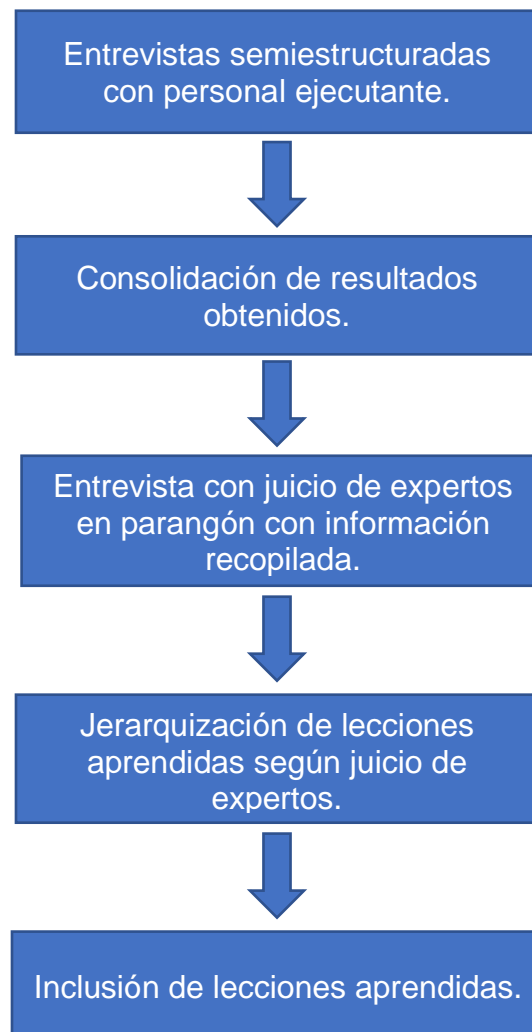 Entrevistas semiestructuradas
con personal ejecutante.
Consolidación de resultados
obtenidos.
Entrevista con juicio de expertos
en parangón con información
recopilada.
Jerarquización de lecciones
aprendidas según juicio de
expertos.
Inclusión de lecciones aprendidas.